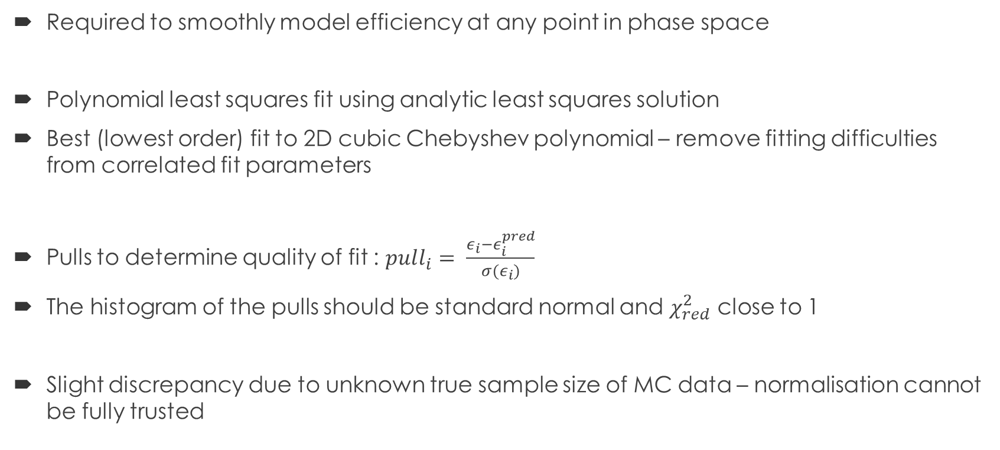 Required to smoothly model efficiency at any point in phase space
Polynomial least squares fit using analytic least squares solution
Best (lowest order) fit to 2D cubic Chebyshev polynomial – remove fitting difficulties
from correlated fit parameters
Pulls to determine quality of fit : $pull_i = \frac{\epsilon_i - \epsilon_i^{pred}}{\sigma(\epsilon_i)}$
The histogram of the pulls should be standard normal and $\chi^2_{red}$ close to 1
Slight discrepancy due to unknown true sample size of MC data – normalisation cannot
be fully trusted